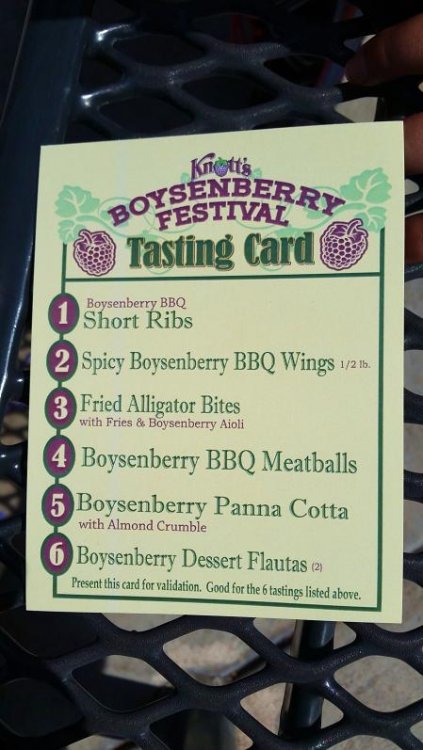 Knott's
BOYSENBERRY
FESTIVAL
Tasting Card
1 Boysenberry BBQ
Short Ribs
2 Spicy Boysenberry BBQ Wings 1/2 lb.
3 Fried Alligator Bites
with Fries & Boysenberry Aioli
4 Boysenberry BBQ Meatballs
5 Boysenberry Panna Cotta
with Almond Crumble
6 Boysenberry Dessert Flautas (2)
Present this card for validation. Good for the 6 tastings listed above.